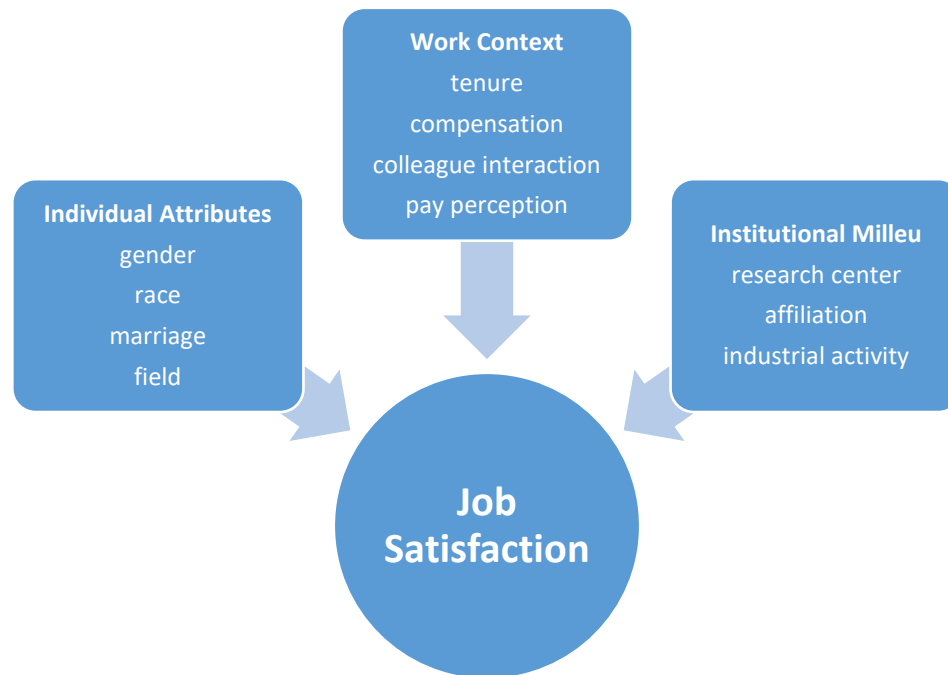 Work Context
tenure
compensation
colleague interaction
pay perception
Individual Attributes
gender
race
marriage
field
Institutional Milleu
research center
affiliation
industrial activity
Job
Satisfaction